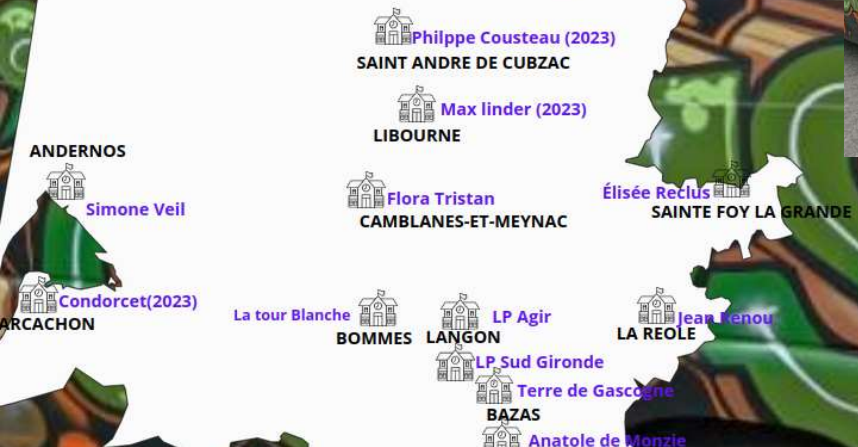 Philppe Cousteau (2023)
SAINT ANDRE DE CUBZAC
Max linder (2023)
LIBOURNE
ANDERNOS
Simone Veil
Flora Tristan
CAMBLANES-ET-MEYNAC
Élisée Reclus
SAINTE FOY LA GRANDE
Condorcet(2023)
ARCACHON
La tour Blanche
BOMMES
LP Agir
LANGON
Jean Renou
LA REOLE
LP Sud Gironde
Terre de Gascogne
BAZAS
Anatole de Monzie